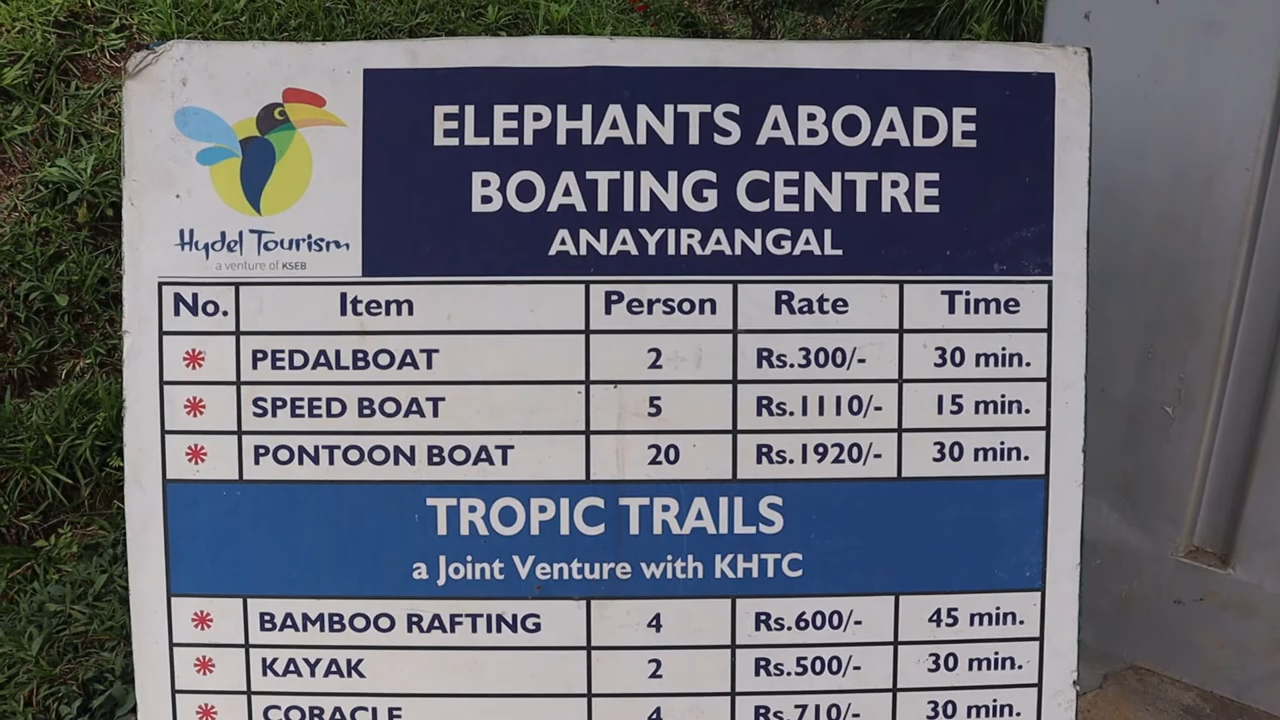 ELEPHANTS ABOADE
BOATING CENTRE
ANAYIRANGAL
Hydel Tourism
a venture of KSEB
No. Item Person Rate Time
* PEDALBOAT 2 Rs.300/- 30 min.
* SPEED BOAT 5 Rs.1110/- 15 min.
* PONTOON BOAT 20 Rs.1920/- 30 min.
TROPIC TRAILS
a Joint Venture with KHTC
* BAMBOO RAFTING 4 Rs.600/- 45 min.
* KAYAK 2 Rs.500/- 30 min.
* CORACLE 4 Rs.710/- 30 min.